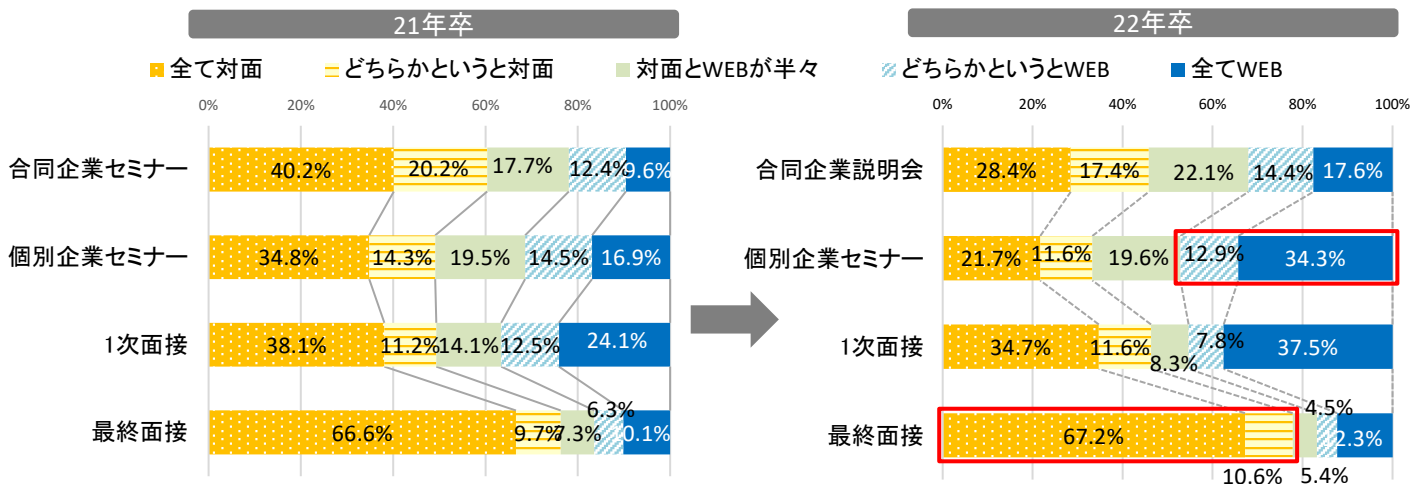 21年卒
22年卒
全て対面 どちらかというと対面 対面とWEBが半々 どちらかというとWEB 全てWEB
0% 20% 40% 60% 80% 100%
合同企業セミナー 40.2% 20.2% 17.7% 12.4% 9.6%
個別企業セミナー 34.8% 14.3% 19.5% 14.5% 16.9%
1次面接 38.1% 11.2% 14.1% 12.5% 24.1%
6.3%
最終面接 66.6% 9.7% 7.3% 0.1%
0% 20% 40% 60% 80% 100%
合同企業説明会 28.4% 17.4% 22.1% 14.4% 17.6%
個別企業セミナー 21.7% 11.6% 19.6% 12.9% 34.3%
1次面接 34.7% 11.6% 8.3% 7.8% 37.5%
4.5%
最終面接 67.2% 12.3%
10.6% 5.4%